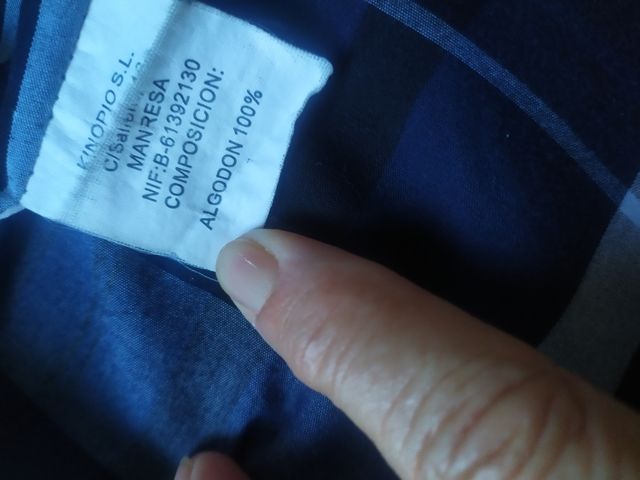 KINOPIO S.L.
MANRESA
NIF:B-61392130
COMPOSICION:
ALGODON 100%